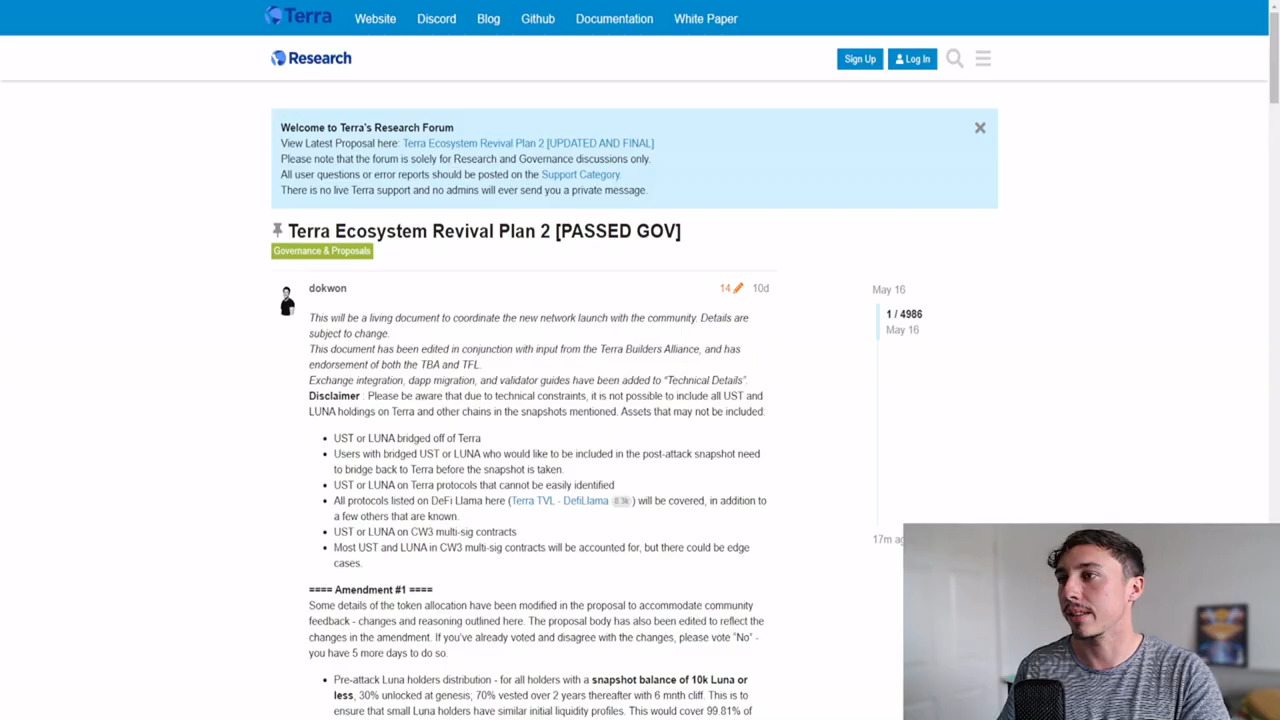 Terra Website Discord Blog Github Documentation White Paper
Research Sign Up Log In
Welcome to Terra's Research Forum
View Latest Proposal here: Terra Ecosystem Revival Plan 2 [UPDATED AND FINAL]
Please note that the forum is solely for Research and Governance discussions only.
All user questions or error reports should be posted on the Support Category.
There is no live Terra support and no admins will ever send you a private message.
Terra Ecosystem Revival Plan 2 [PASSED GOV]
Governance & Proposals
dokwon 14 10d
May 16
1 / 4986
May 16
This will be a living document to coordinate the new network launch with the community. Details are
subject to change.
This document has been edited in conjunction with input from the Terra Builders Alliance, and has
endorsement of both the TBA and TFL.
Exchange integration, dapp migration, and validator guides have been added to “Technical Details”.
Disclaimer . Please be aware that due to technical constraints, it is not possible to include all UST and
LUNA holdings on Terra and other chains in the snapshots mentioned. Assets that may not be included:
• UST or LUNA bridged off of Terra
• Users with bridged UST or LUNA who would like to be included in the post-attack snapshot need
to bridge back to Terra before the snapshot is taken.
• UST or LUNA on Terra protocols that cannot be easily identified
• All protocols listed on DeFi Llama here (Terra TVL - DefiLlama 8.3k) will be covered, in addition to
a few others that are known.
• UST or LUNA on CW3 multi-sig contracts
• Most UST and LUNA in CW3 multi-sig contracts will be accounted for, but there could be edge
cases.
17m
==== Amendment #1 ====
Some details of the token allocation have been modified in the proposal to accommodate community
feedback - changes and reasoning outlined here. The proposal body has also been edited to reflect the
changes in the amendment. If you've already voted and disagree with the changes, please vote “No” -
you have 5 more days to do so.
• Pre-attack Luna holders distribution - for all holders with a snapshot balance of 10k Luna or
less, 30% unlocked at genesis; 70% vested over 2 years thereafter with 6 mnth cliff. This is to
ensure that small Luna holders have similar initial liquidity profiles. This would cover 99.81% of